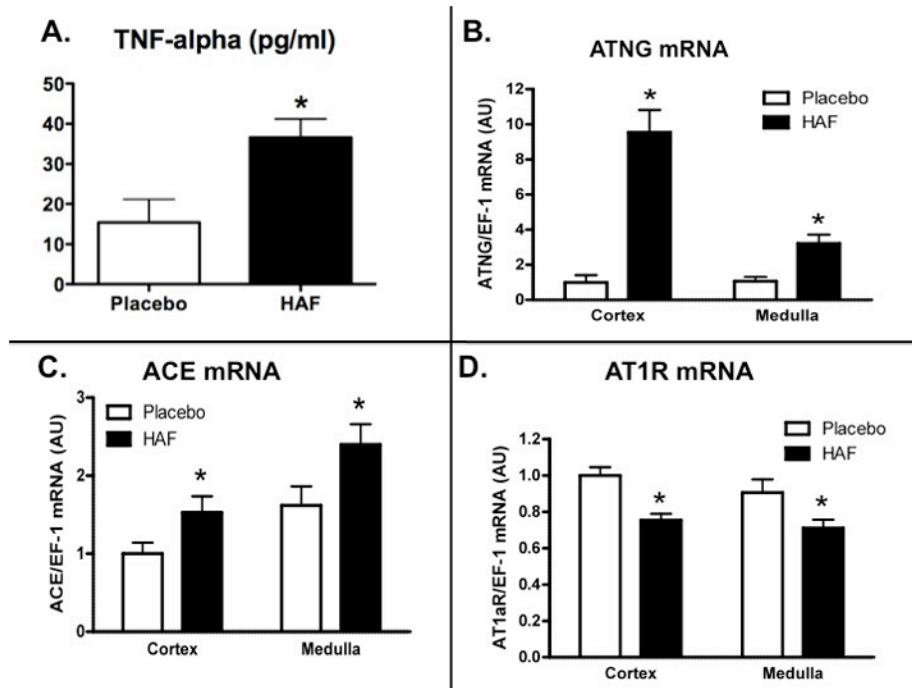 A.
TNF-alpha (pg/ml)
50
40
30
20
10
0
*
Placebo
HAF
B.
ATNG mRNA
ATNG/EF-1 mRNA (AU)
12
10
8
6
4
2
0
*
*
Placebo
HAF
Cortex
Medulla
C.
ACE mRNA
ACE/EF-1 mRNA (AU)
3
2
1
0
Placebo
HAF
*
*
Cortex
Medulla
D.
AT1R mRNA
AT1aR/EF-1 mRNA (AU)
1.2
1.0
0.8
0.6
0.4
0.2
0.0
Placebo
HAF
*
*
Cortex
Medulla